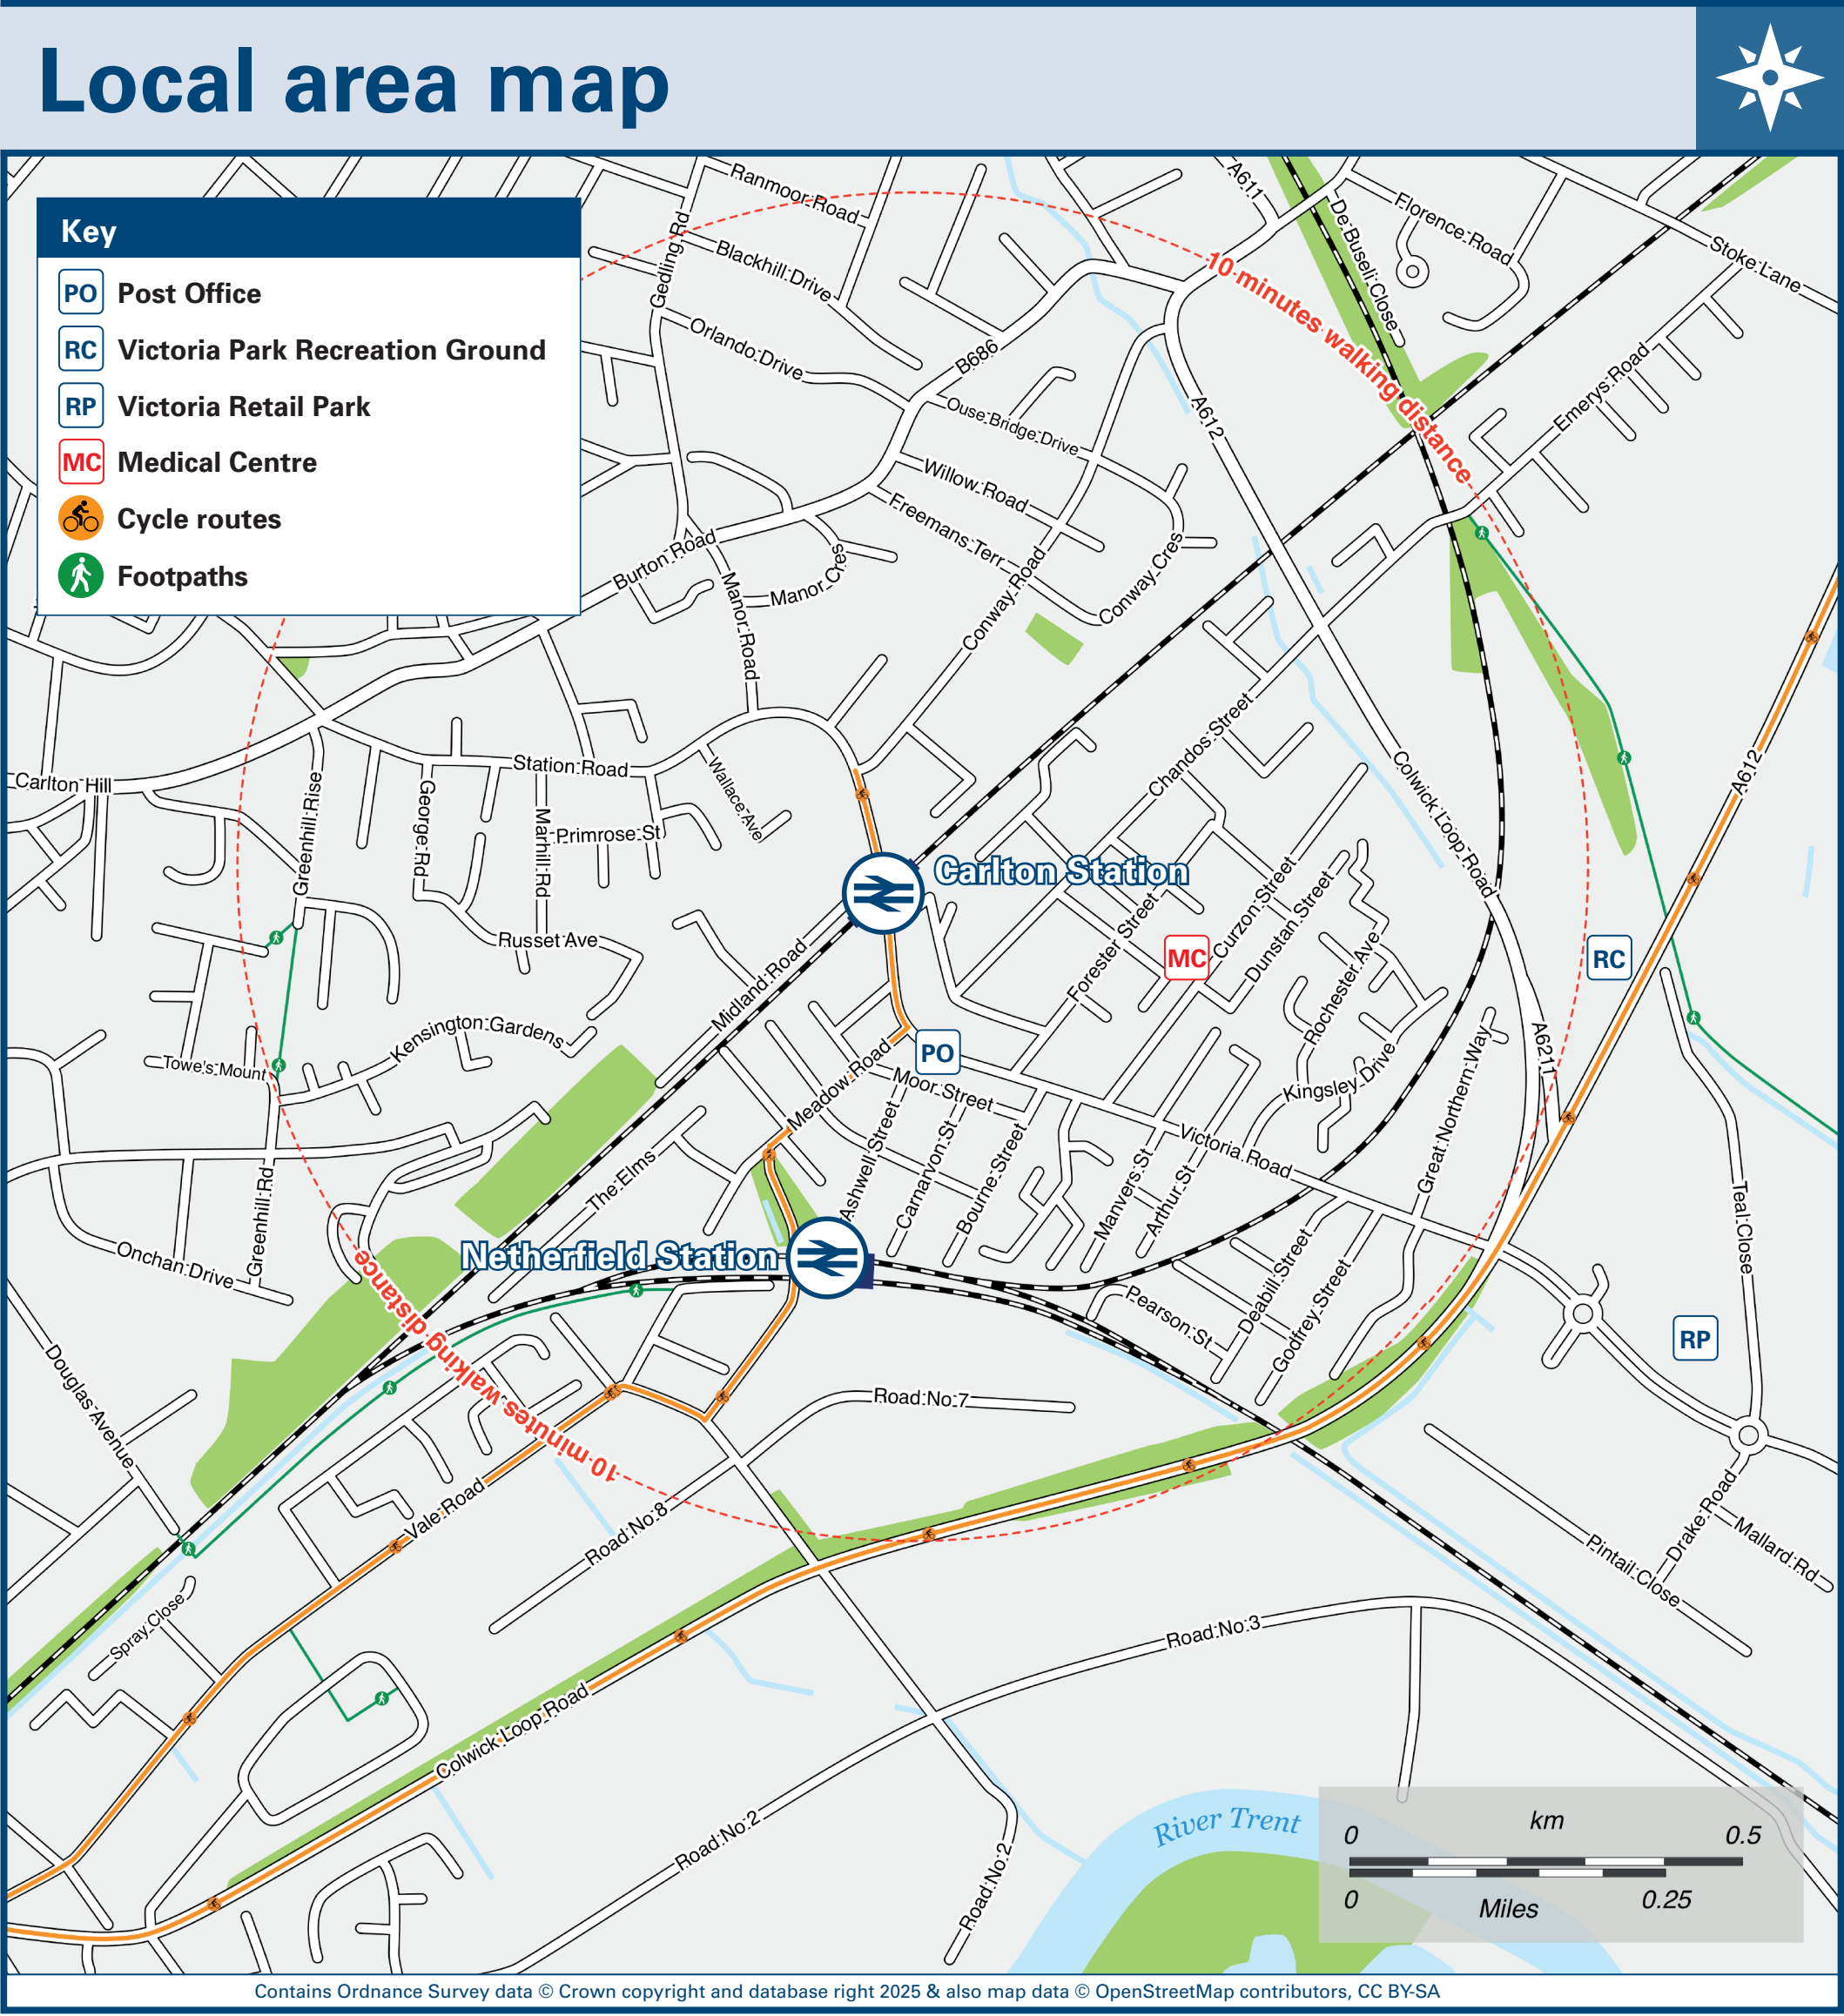 Local area map
Key
PO Post Office
RC Victoria Park Recreation Ground
RP Victoria Retail Park
MC Medical Centre
Cycle routes
Footpaths
Ranmoor Road
Gedling Rd
Blackhill Drive
Orlando Drive
B686
A6111
De Buseli Close
Florence Road
Stoke Lane
10 minutes walking distance
Ouse Bridge Drive
A612
Emerys Road
Willow Road
Freemans Terr
Burton Road
Manor Cres
Manor Road
Conway Road
Conway Cres
Chandos Street
Carlton Hill
Greenhill Rise
Station Road
George Rd
Marhill Rd
Primrose St
Wallace Ave
Colwick Loop Road
A612
Carlton Station
Curzon Street
Dunstan Street
Forester Street
MC
RC
Russet Ave
Midland Road
Rochester Ave
Kensington Gardens
Towe's Mount
PO
Meadow Road
Moor Street
Kingsley Drive
A6211
Great Northern Way
Ashwell Street
Carnarvon St
Bourne Street
Manvers St
Arthur St
Victoria Road
The Elms
Greenhill Rd
Onchan Drive
Netherfield Station
Teal Close
Pearson St
Deabill Street
Godfrey Street
RP
Douglas Avenue
10 minutes walking distance
Road No 7
Vale Road
Road No 8
Drake Road
Mallard Rd
Pintail Close
Spray Close
Road No 3
Colwick Loop Road
Road No 2
Road No 2
River Trent
km
0 0.5
0 0.25
Miles
Contains Ordnance Survey data © Crown copyright and database right 2025 & also map data © OpenStreetMap contributors, CC BY-SA